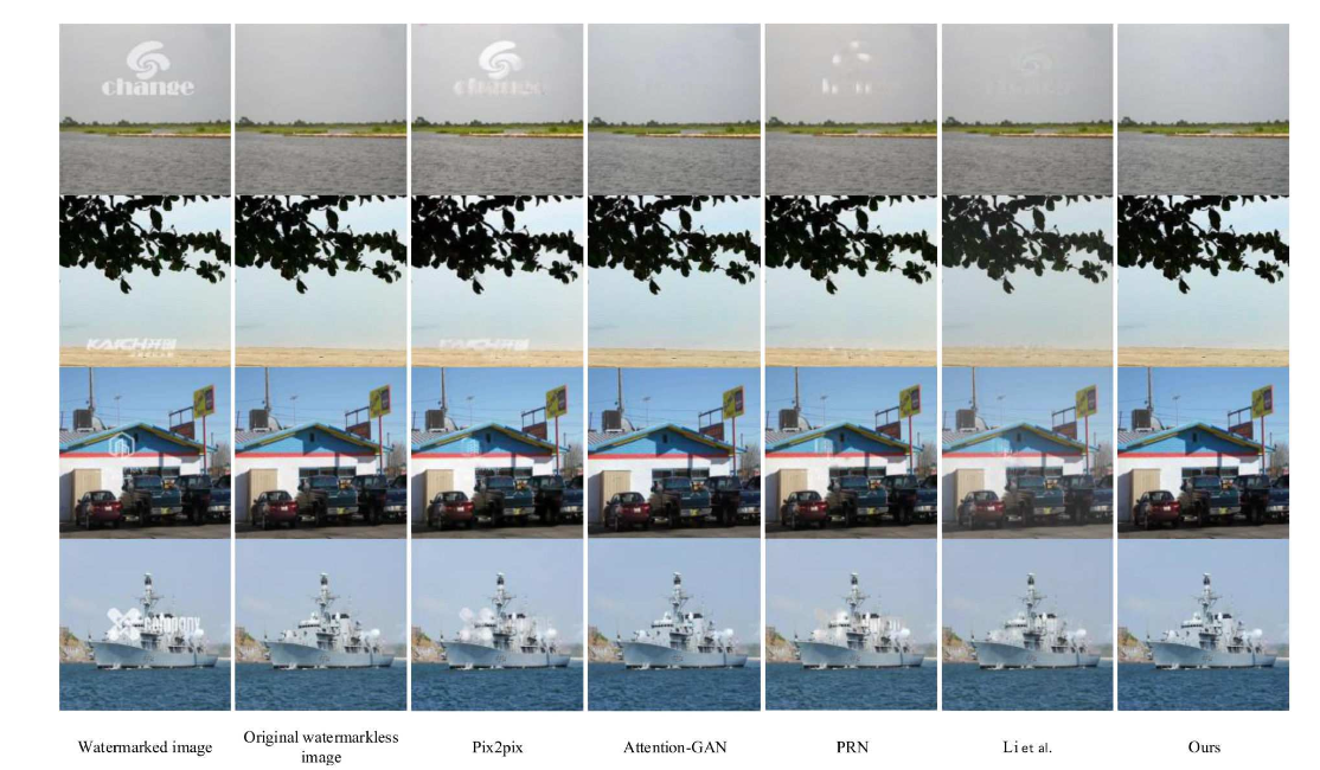 change
KAICH开创
company
Watermarked image
Original watermarkless
image
Pix2pix
Attention-GAN
PRN
Li et al.
Ours